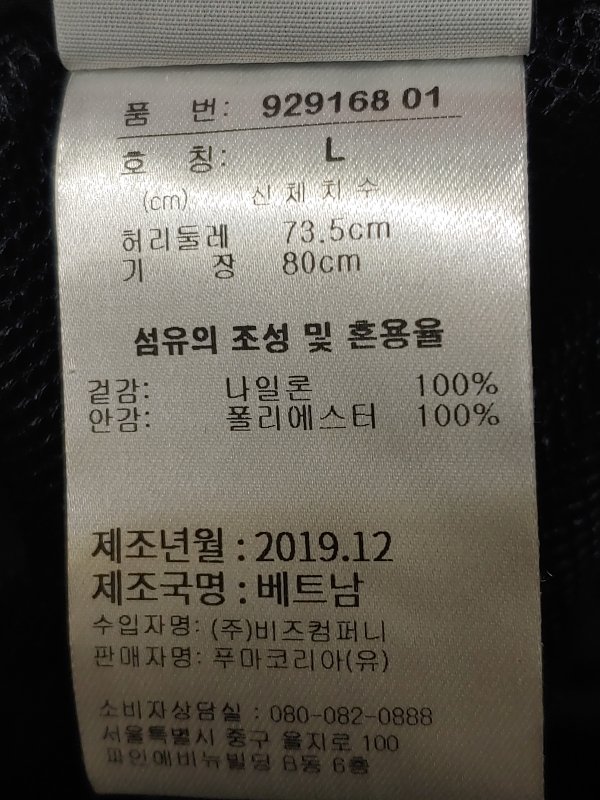 품 번: 929168 01
호 칭: L
(cm) 신체치수
허리둘레 73.5cm
기 장 80cm
섬유의 조성 및 혼용율
겉감: 나일론 100%
안감: 폴리에스터 100%
제조년월 : 2019.12
제조국명 : 베트남
수입자명: (주)비즈컴퍼니
판매자명: 푸마코리아(유)
소비자상담실 : 080-082-0888
서울특별시 중구 을지로 100
파인에비뉴빌딩 B동 6층